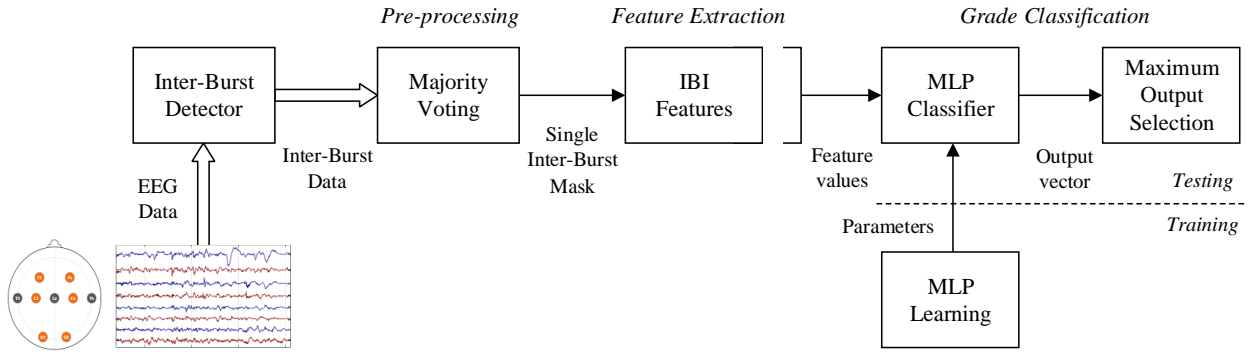 Pre-processing
Feature Extraction
Grade Classification
Inter-Burst
Detector
Majority
Voting
IBI
Features
MLP
Classifier
Maximum
Output
Selection
Inter-Burst
Data
Single
Inter-Burst
Mask
Feature
values
Output
vector
Testing
EEG
Data
Parameters
Training
MLP
Learning